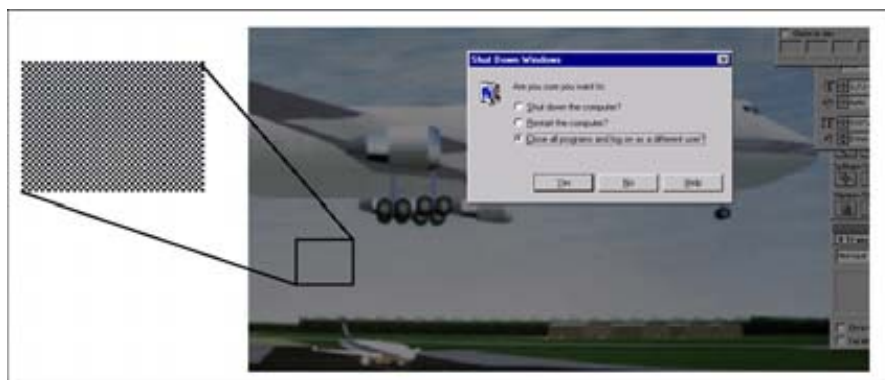 Shut Down Windows
Are you sure you want to:
Shut down the computer?
Restart the computer?
Close all programs and log on as a different user?
Yes
No
Help